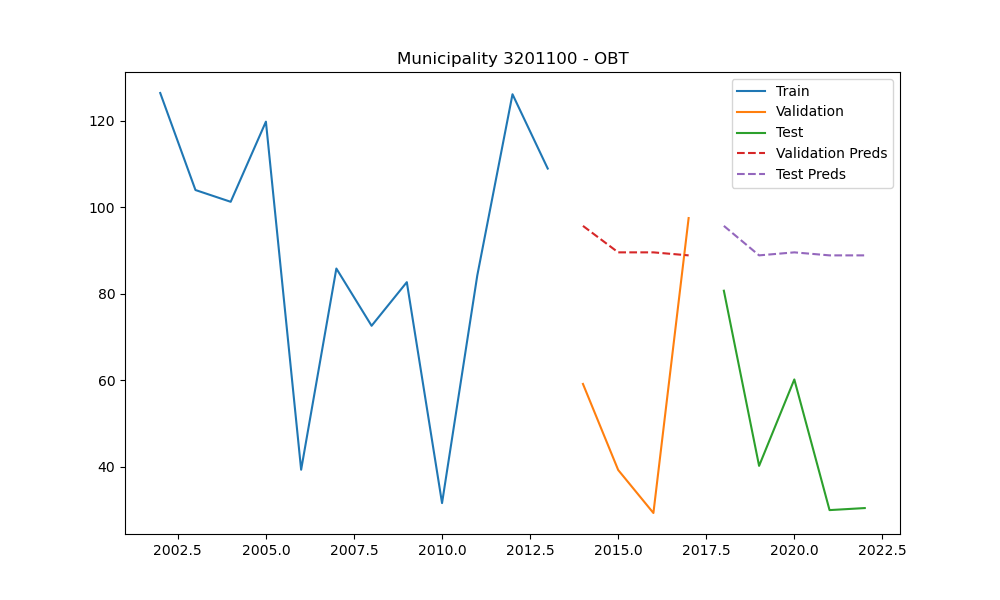 Municipality 3201100 - OBT
Train
Validation
Test
Validation Preds
Test Preds
120
100
80
60
40
2002.5 2005.0 2007.5 2010.0 2012.5 2015.0 2017.5 2020.0 2022.5